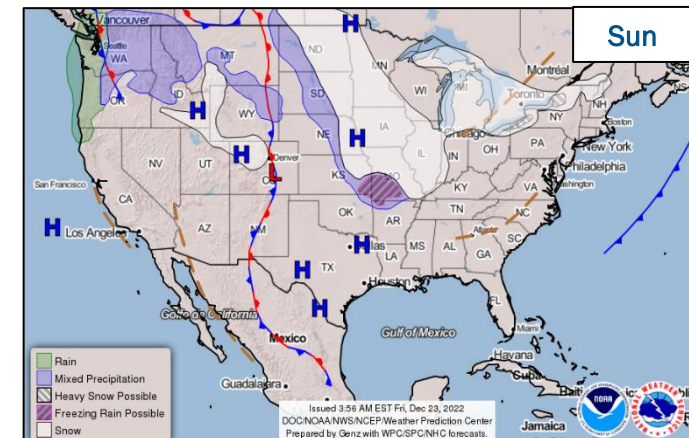 Sun
Vancouver
Seattle
WA
MT
ND
MN
Montréal
OR
ID
SD
WI
MI
Toronto
NH
WY
IA
Chicago
NY
Boston
NE
New York
NV
UT
Denver
IL
IN
OH
PA
Philadelphia
San Francisco
CO
KS
MO
KY
VA
Washington
CA
AZ
NM
OK
AR
TN
NC
Los Angeles
TX
LA
MS
AL
GA
SC
Atlanta
Houston
FL
Golfo de California
Mexico
Gulf of Mexico
Miami
Havana
Cuba
Guadalajara
Jamaica
H
H
H
H
H
H
H
H
L
Rain
Mixed Precipitation
Heavy Snow Possible
Freezing Rain Possible
Snow
Issued 3:56 AM EST Fri, Dec 23, 2022
DOC/NOAA/NWS/NCEP/Weather Prediction Center
Prepared by Genz with WPC/SPC/NHC forecasts.
NOAA